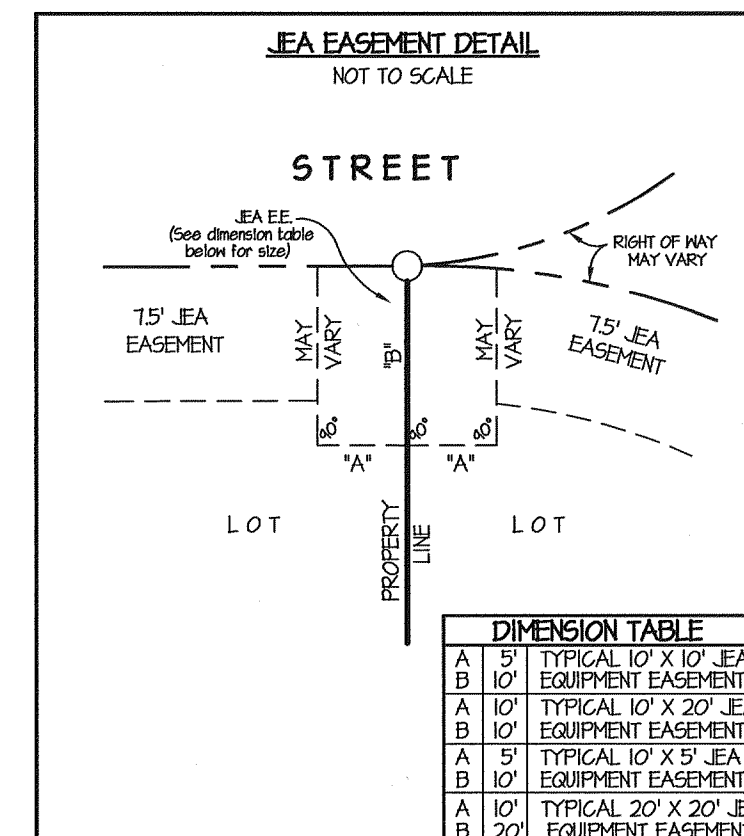 JEA EASEMENT DETAIL
NOT TO SCALE
STREET
JEA E.E.
(See dimension table
below for size)
RIGHT OF WAY
MAY VARY
7.5' JEA
EASEMENT
MAY
VARY
"B"
MAY
VARY
7.5' JEA
EASEMENT
90°
90°
90°
"A"
"A"
LOT
PROPERTY
LINE
LOT
DIMENSION TABLE
A 5' TYPICAL 10' X 10' JEA
B 10' EQUIPMENT EASEMENT
A 10' TYPICAL 10' X 20' JE
B 10' EQUIPMENT EASEMENT
A 5' TYPICAL 10' X 5' JEA
B 10' EQUIPMENT EASEMENT
A 10' TYPICAL 20' X 20' JE
B 20' EQUIPMENT EASEMENT